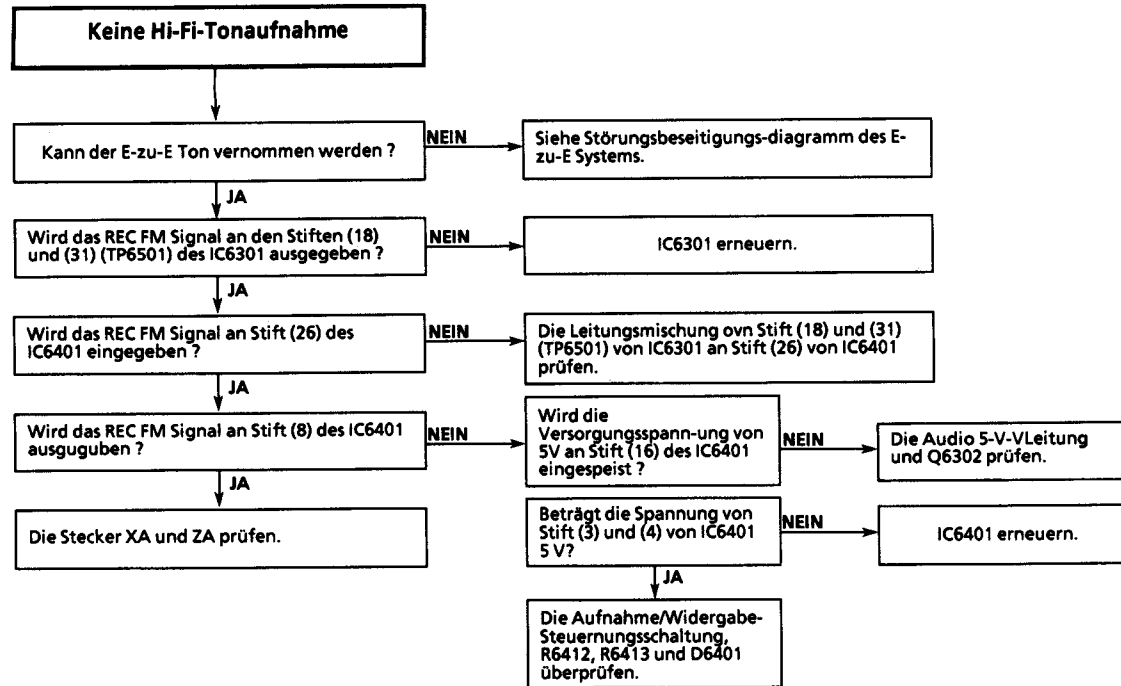 Keine Hi-Fi-Tonaufnahme
Kann der E-zu-E Ton vernommen werden ?
NEIN
Siehe Störungsbeseitigungs-diagramm des E-
zu-E Systems.
JA
Wird das REC FM Signal an den Stiften (18)
und (31) (TP6501) des IC6301 ausgegeben ?
NEIN
IC6301 erneuern.
JA
Wird das REC FM Signal an Stift (26) des
IC6401 eingegeben ?
NEIN
Die Leitungsmischung ovn Stift (18) und (31)
(TP6501) von IC6301 an Stift (26) von IC6401
prüfen.
JA
Wird das REC FM Signal an Stift (8) des IC6401
ausguguben ?
NEIN
Wird die
Versorgungsspann-ung von
5V an Stift (16) des IC6401
eingespeist ?
NEIN
Die Audio 5-V-VLeitung
und Q6302 prüfen.
JA
Die Stecker XA und ZA prüfen.
Beträgt die Spannung von
Stift (3) und (4) von IC6401
5 V?
NEIN
IC6401 erneuern.
JA
Die Aufnahme/Widergabe-
Steuernungsschaltung,
R6412, R6413 und D6401
überprüfen.